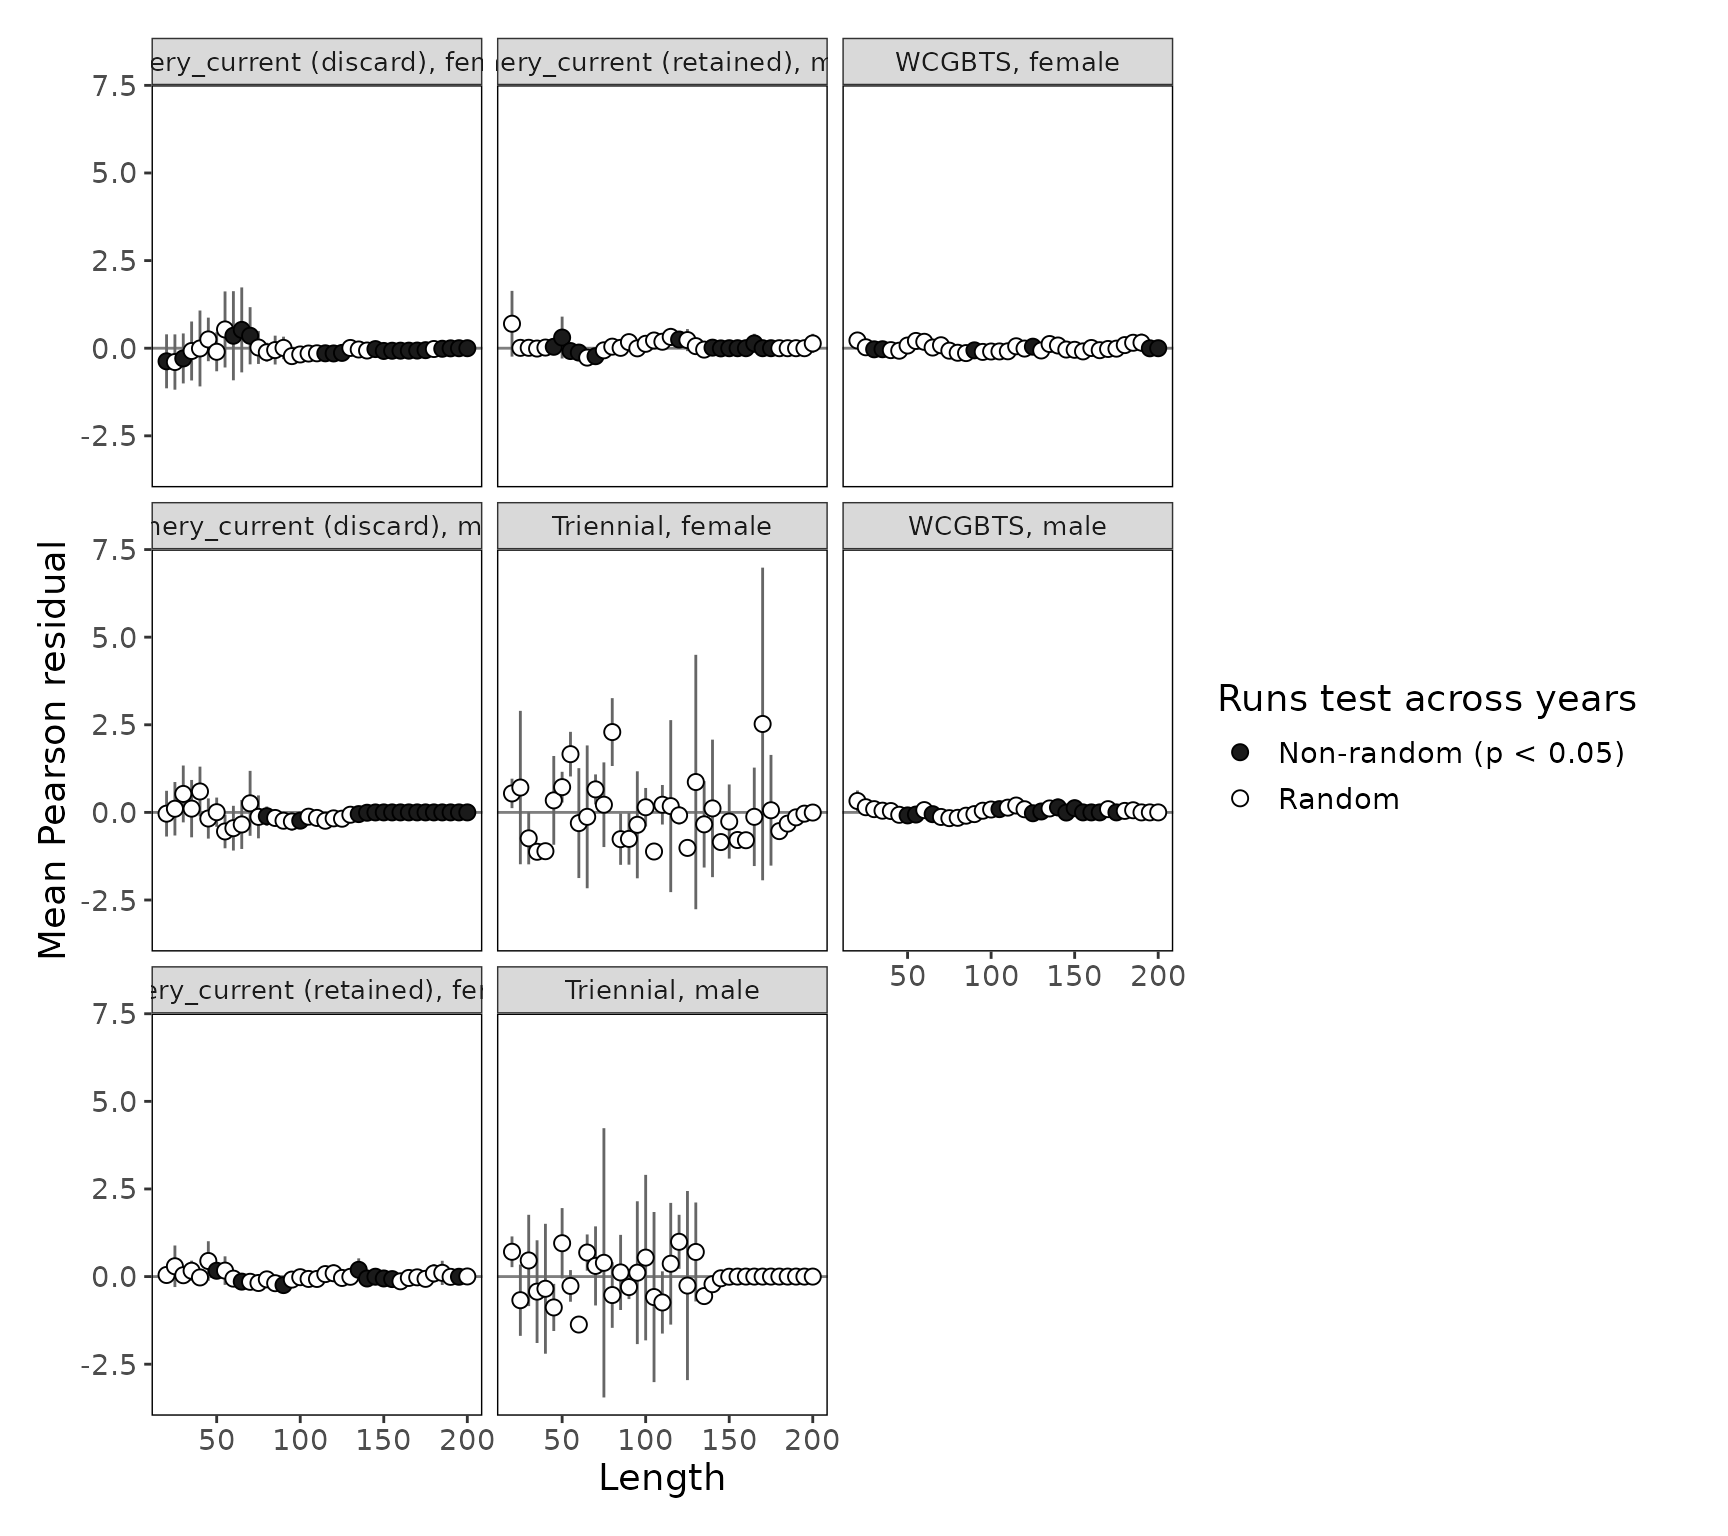 ery_current (discard), fem
ery_current (retained), m
WCGBTS, female
7.5
5.0
2.5
0.0
-2.5
ery_current (discard), m
Triennial, female
WCGBTS, male
7.5
5.0
2.5
0.0
-2.5
50 100 150 200
ery_current (retained), fem
Triennial, male
7.5
5.0
2.5
0.0
-2.5
50 100 150 200
50 100 150 200
Length
Mean Pearson residual
Runs test across years
Non-random (p < 0.05)
Random